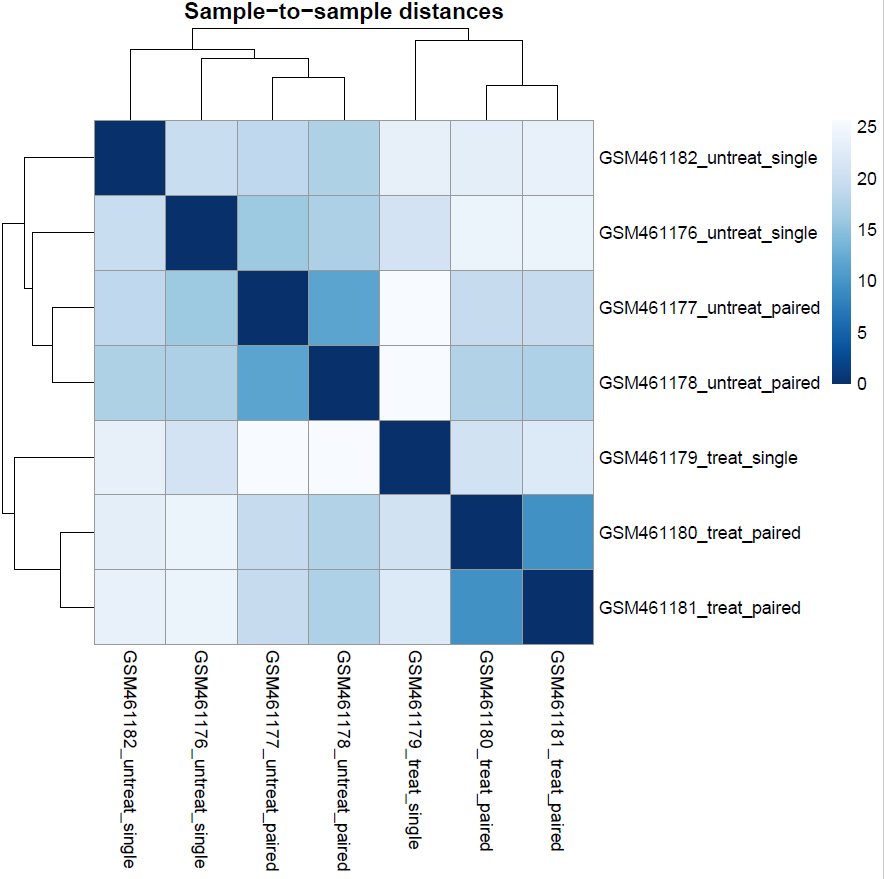 Sample−to−sample distances
GSM461182_untreat_single
GSM461176_untreat_single
GSM461177_untreat_paired
GSM461178_untreat_paired
GSM461179_treat_single
GSM461180_treat_paired
GSM461181_treat_paired
25
20
15
10
5
0
GSM461182_untreat_single
GSM461176_untreat_single
GSM461177_untreat_paired
GSM461178_untreat_paired
GSM461179_treat_single
GSM461180_treat_paired
GSM461181_treat_paired